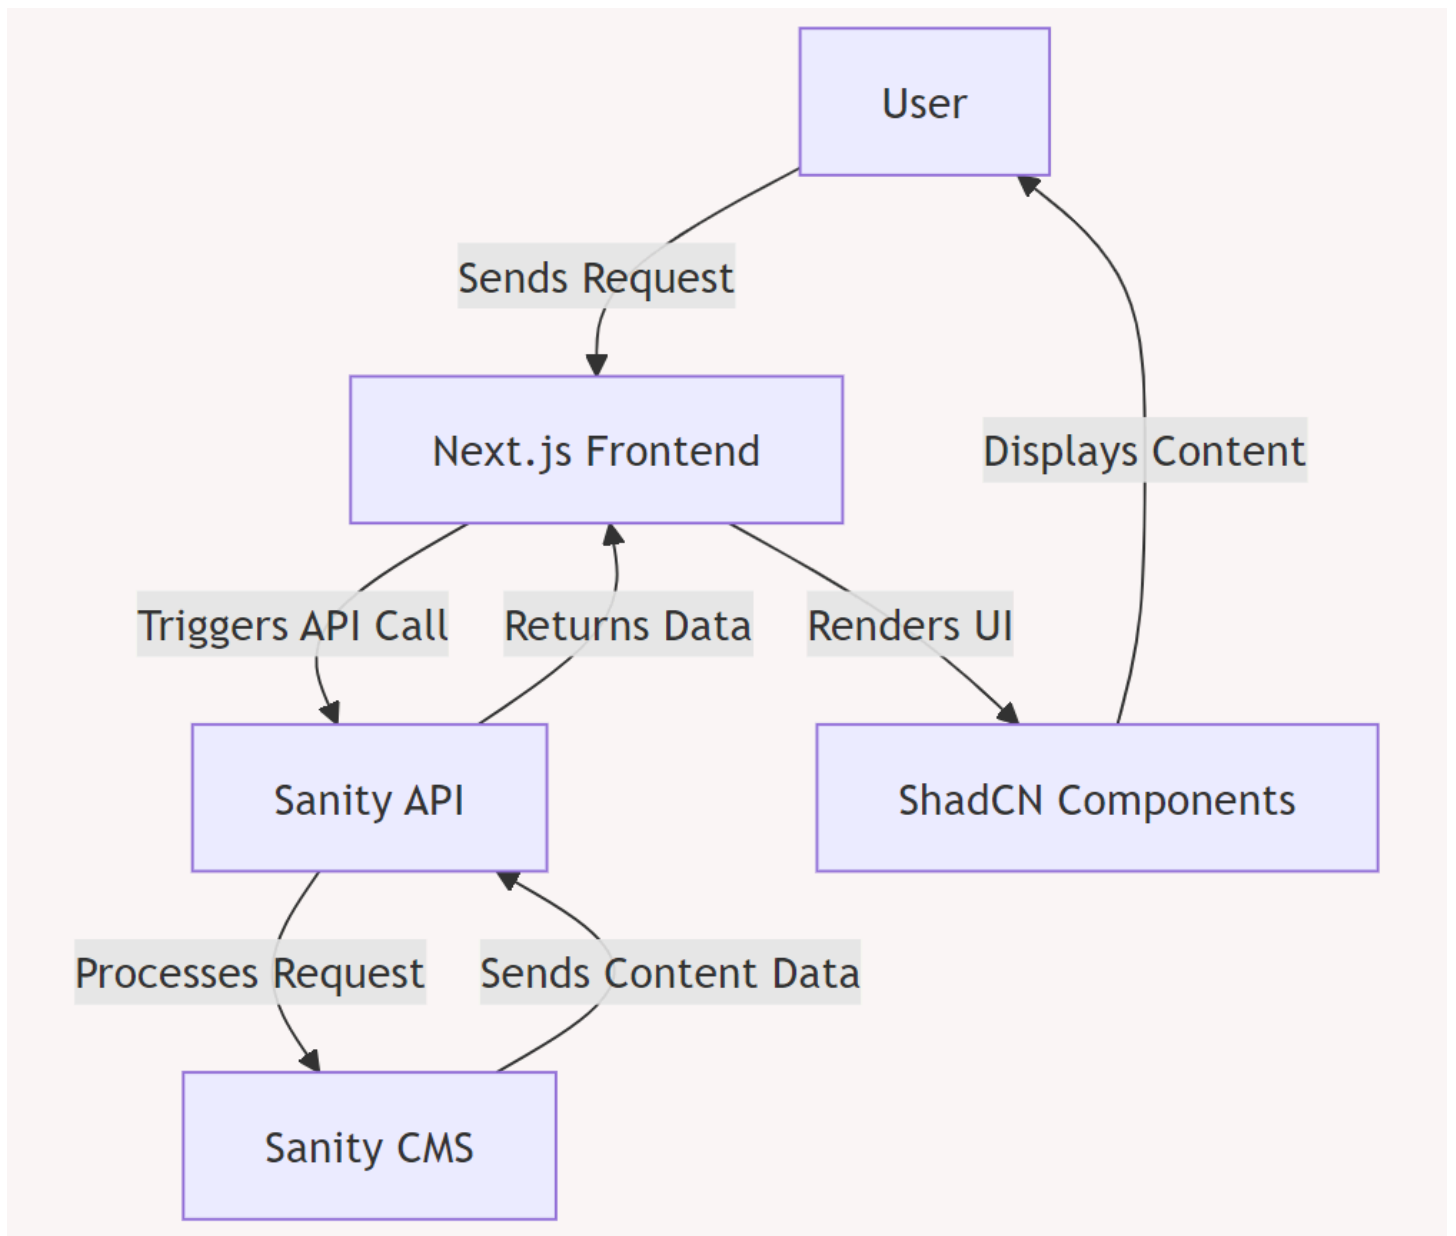 User
Sends Request
Next.js Frontend
Displays Content
Triggers API Call
Returns Data
Renders UI
Sanity API
ShadCN Components
Processes Request
Sends Content Data
Sanity CMS